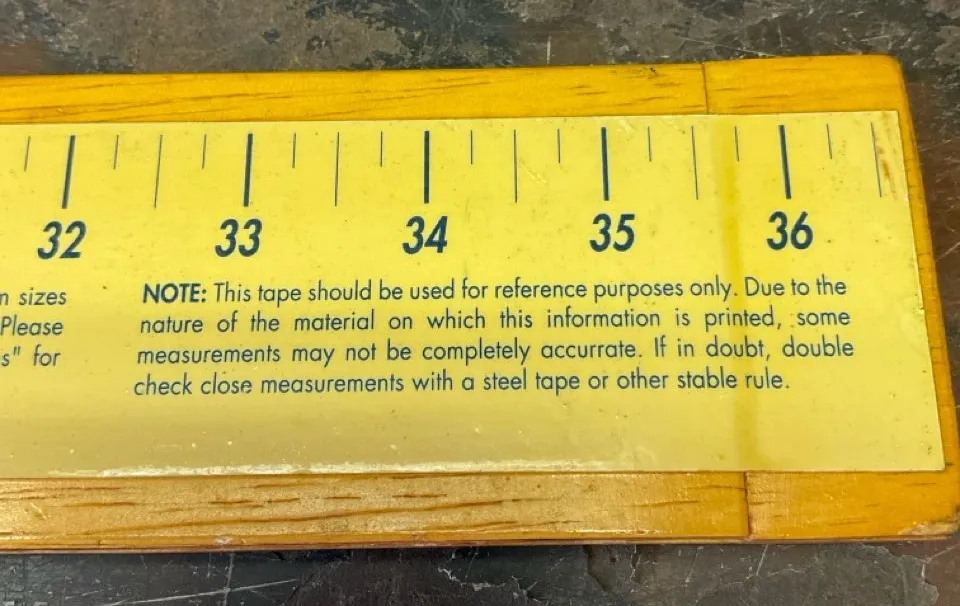 32 33 34 35 36
n sizes
Please
s" for
NOTE: This tape should be used for reference purposes only. Due to the
nature of the material on which this information is printed, some
measurements may not be completely accurrate. If in doubt, double
check close measurements with a steel tape or other stable rule.